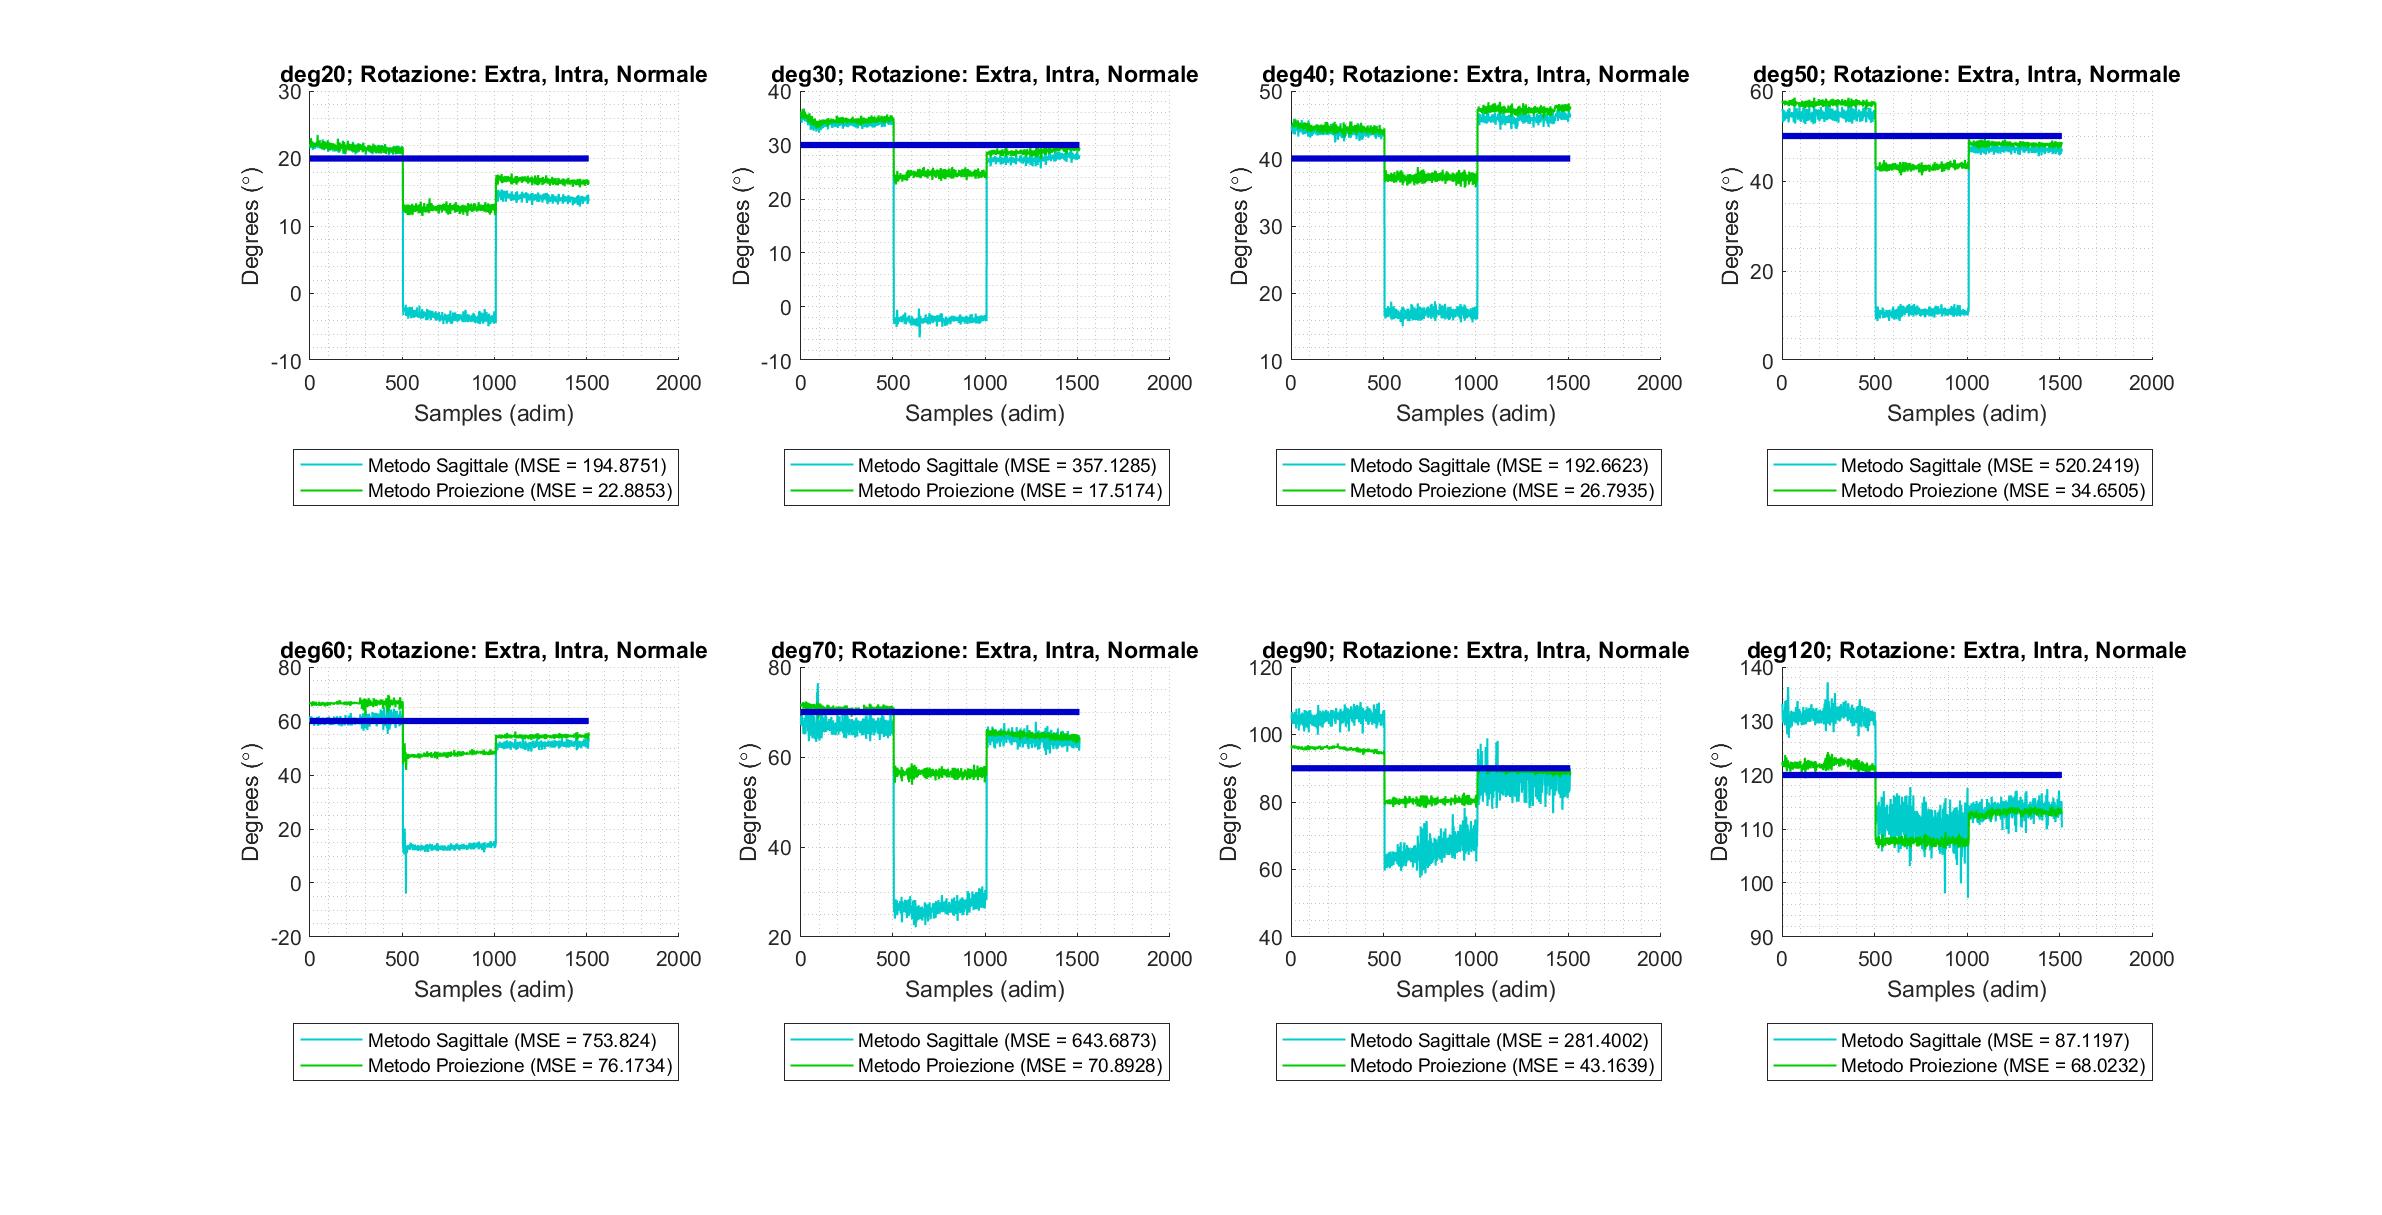 deg20; Rotazione: Extra, Intra, Normale
30
20
10
0
-10
Degrees (°)
0 500 1000 1500 2000
Samples (adim)
Metodo Sagittale (MSE = 194.8751)
Metodo Proiezione (MSE = 22.8853)
deg30; Rotazione: Extra, Intra, Normale
40
30
20
10
0
-10
Degrees (°)
0 500 1000 1500 2000
Samples (adim)
Metodo Sagittale (MSE = 357.1285)
Metodo Proiezione (MSE = 17.5174)
deg40; Rotazione: Extra, Intra, Normale
50
40
30
20
10
Degrees (°)
0 500 1000 1500 2000
Samples (adim)
Metodo Sagittale (MSE = 192.6623)
Metodo Proiezione (MSE = 26.7935)
deg50; Rotazione: Extra, Intra, Normale
60
40
20
0
Degrees (°)
0 500 1000 1500 2000
Samples (adim)
Metodo Sagittale (MSE = 520.2419)
Metodo Proiezione (MSE = 34.6505)
deg60; Rotazione: Extra, Intra, Normale
80
60
40
20
0
-20
Degrees (°)
0 500 1000 1500 2000
Samples (adim)
Metodo Sagittale (MSE = 753.824)
Metodo Proiezione (MSE = 76.1734)
deg70; Rotazione: Extra, Intra, Normale
80
60
40
20
Degrees (°)
0 500 1000 1500 2000
Samples (adim)
Metodo Sagittale (MSE = 643.6873)
Metodo Proiezione (MSE = 70.8928)
deg90; Rotazione: Extra, Intra, Normale
120
100
80
60
40
Degrees (°)
0 500 1000 1500 2000
Samples (adim)
Metodo Sagittale (MSE = 281.4002)
Metodo Proiezione (MSE = 43.1639)
deg120; Rotazione: Extra, Intra, Normale
140
130
120
110
100
90
Degrees (°)
0 500 1000 1500 2000
Samples (adim)
Metodo Sagittale (MSE = 87.1197)
Metodo Proiezione (MSE = 68.0232)